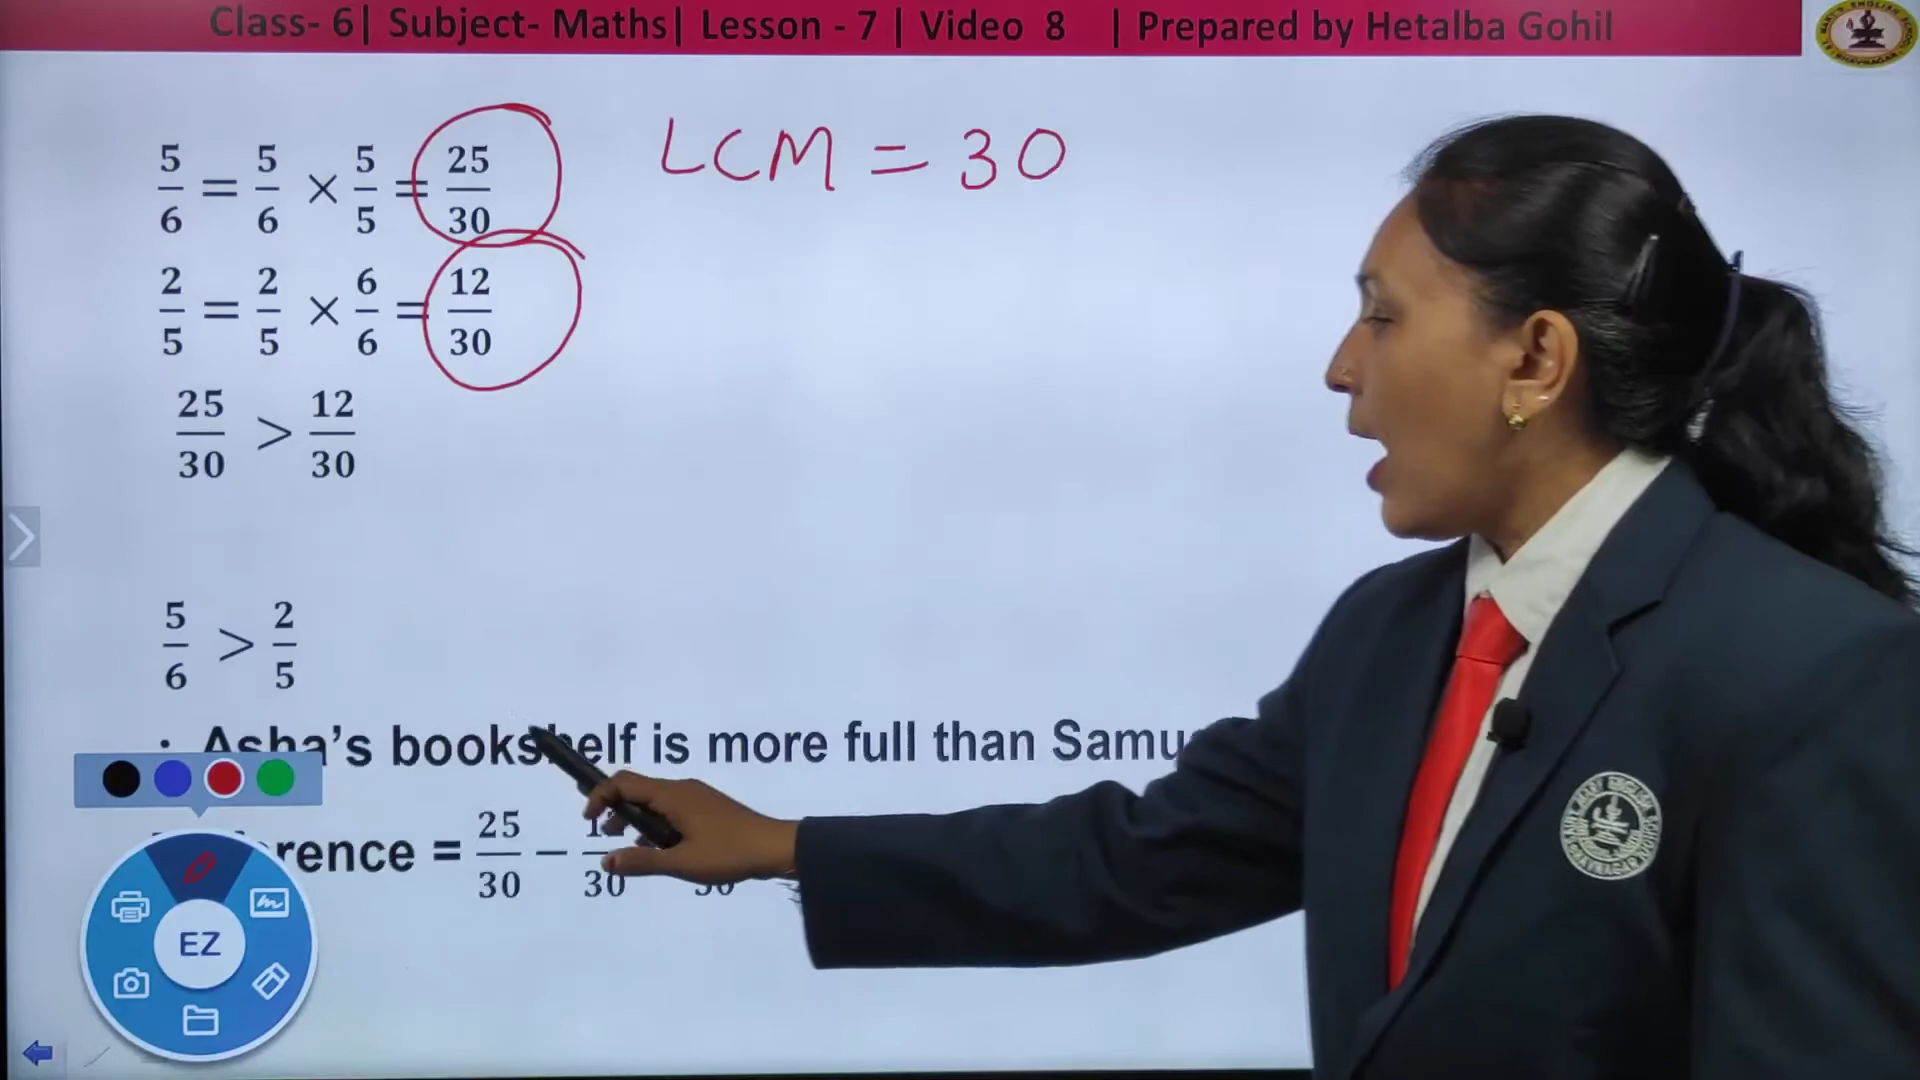 Class- 6| Subject- Maths| Lesson - 7 | Video 8 | Prepared by Hetalba Gohil
5/6 = 5/6 × 5/5 = 25/30
LCM = 30
2/5 = 2/5 × 6/6 = 12/30
25/30 > 12/30
5/6 > 2/5
Asha's bookshelf is more full than
rence = 25/30 −
EZ